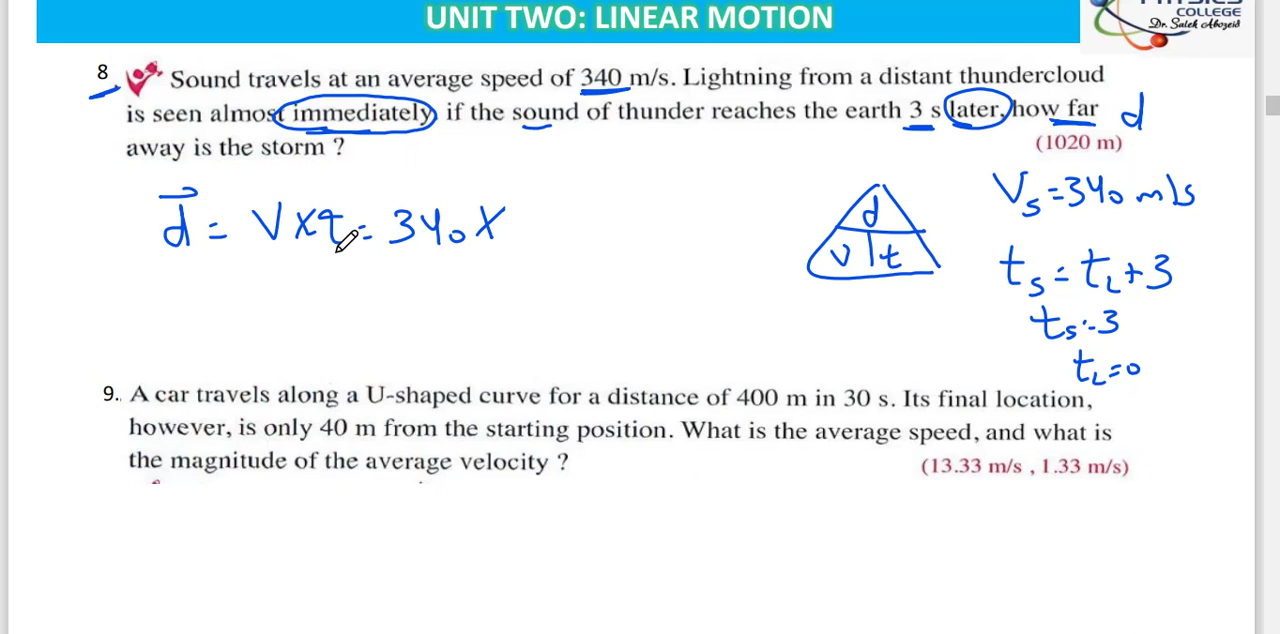 UNIT TWO: LINEAR MOTION
COLLEGE
Dr. Saleh Abozeid
8 Sound travels at an average speed of 340 m/s. Lightning from a distant thundercloud
is seen almost immediately, if the sound of thunder reaches the earth 3 s later, how far d
away is the storm ? (1020 m)
d = V x t = 340 x
d
v t
Vs = 340 m/s
ts = tL + 3
ts = 3
tL = 0
9. A car travels along a U-shaped curve for a distance of 400 m in 30 s. Its final location,
however, is only 40 m from the starting position. What is the average speed, and what is
the magnitude of the average velocity ? (13.33 m/s , 1.33 m/s)